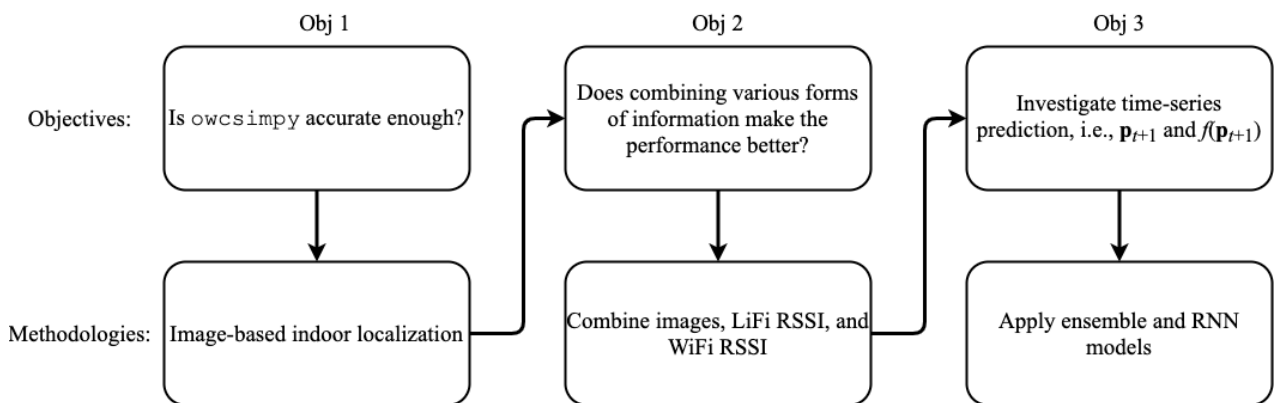 Obj 1
Obj 2
Obj 3
Objectives:
Is owcsimpy accurate enough?
Does combining various forms
of information make the
performance better?
Investigate time-series
prediction, i.e., pₜ₊₁ and f(pₜ₊₁)
Methodologies:
Image-based indoor localization
Combine images, LiFi RSSI, and
WiFi RSSI
Apply ensemble and RNN
models